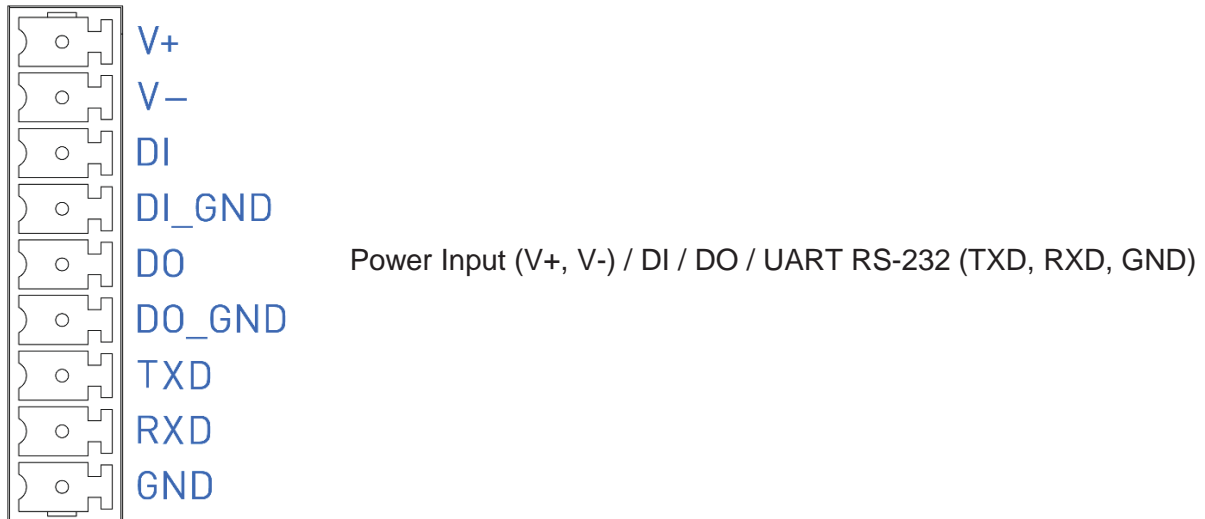 V+
V–
DI
DI_GND
DO
Power Input (V+, V-) / DI / DO / UART RS-232 (TXD, RXD, GND)
DO_GND
TXD
RXD
GND